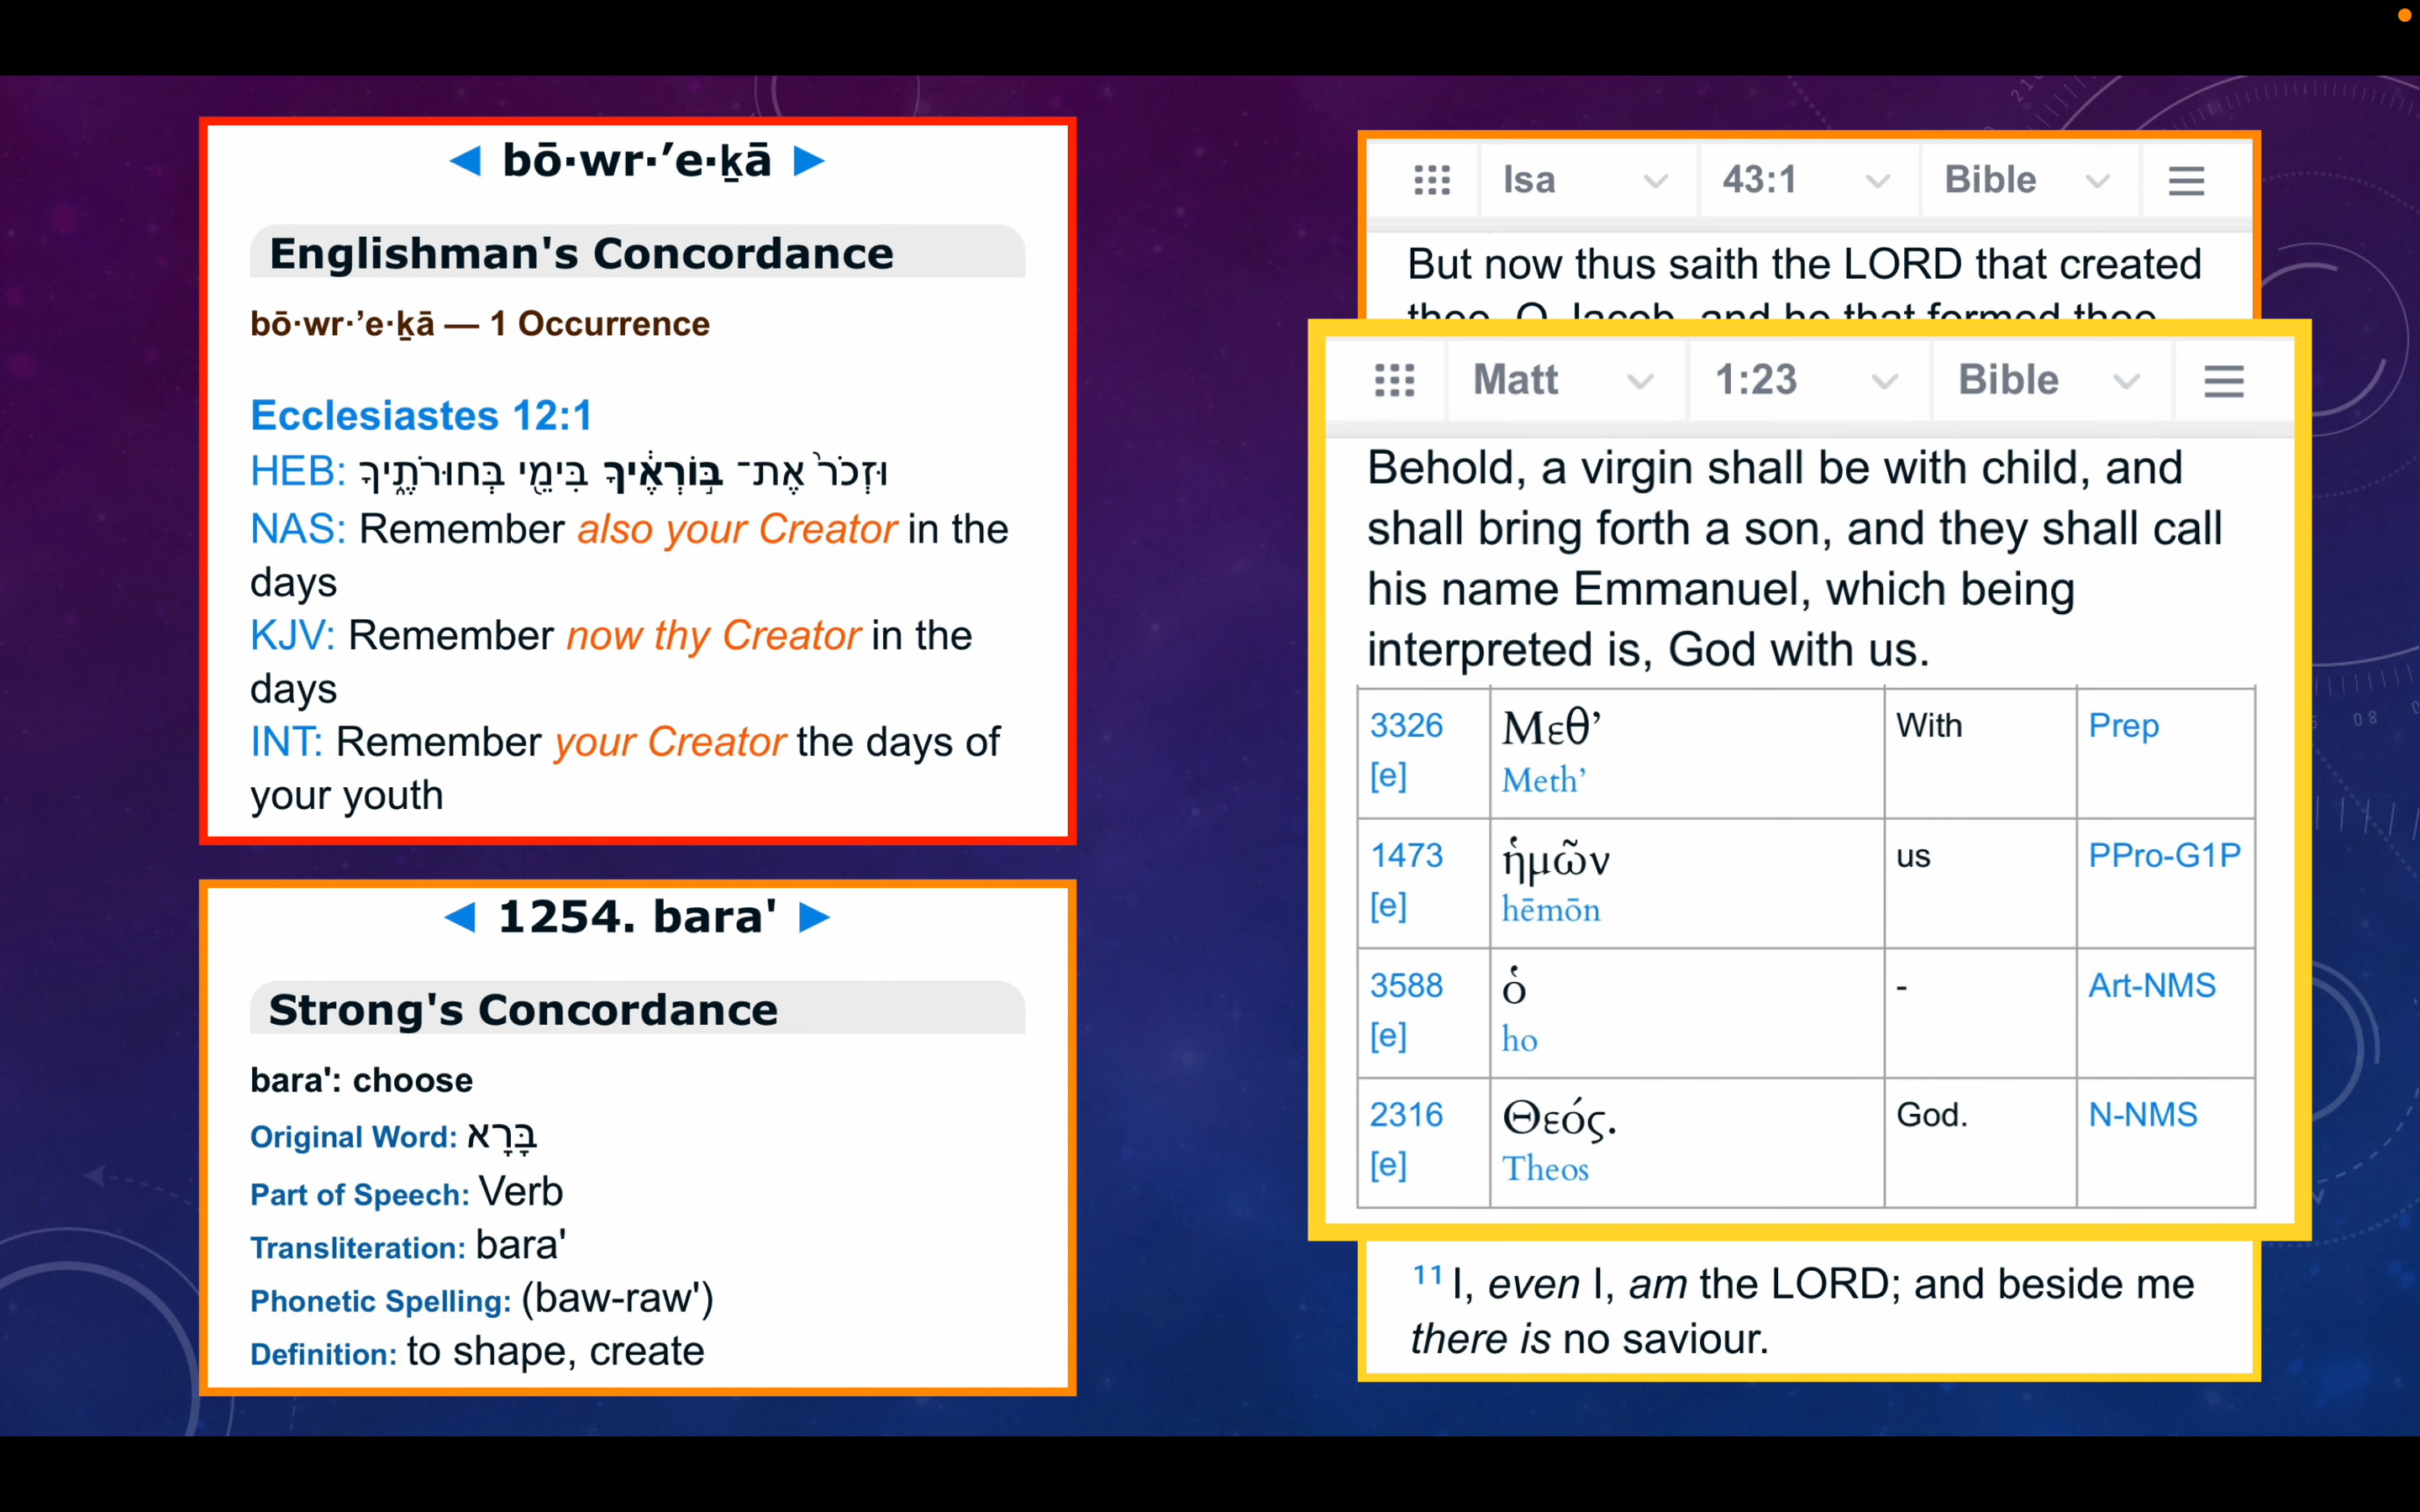 ◀ bō·wr·’e·ḵā ▶
Englishman's Concordance
bō·wr·’e·ḵā — 1 Occurrence
Ecclesiastes 12:1
HEB: וּזְכֹר֙ אֶת־ בּ֣וֹרְאֶ֔יךָ בִּימֵ֖י בְּחוּרֹתֶ֑יךָ
NAS: Remember also your Creator in the
days
KJV: Remember now thy Creator in the
days
INT: Remember your Creator the days of
your youth
◀ 1254. bara' ▶
Strong's Concordance
bara': choose
Original Word: בָּרָא
Part of Speech: Verb
Transliteration: bara'
Phonetic Spelling: (baw-raw')
Definition: to shape, create
Isa 43:1 Bible
But now thus saith the LORD that created
thee, O Jacob, and he that formed thee
Matt 1:23 Bible
Behold, a virgin shall be with child, and
shall bring forth a son, and they shall call
his name Emmanuel, which being
interpreted is, God with us.
3326 Μεθ’ With Prep
[e] Meth’
1473 ἡμῶν us PPro-G1P
[e] hēmōn
3588 ὁ - Art-NMS
[e] ho
2316 Θεός. God. N-NMS
[e] Theos
11 I, even I, am the LORD; and beside me
there is no saviour.